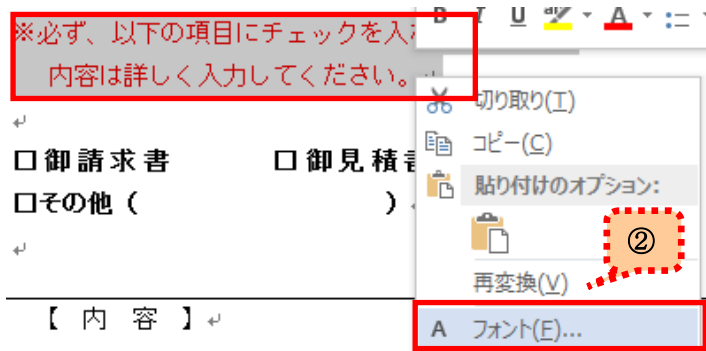 ※必ず、以下の項目にチェックを入
内容は詳しく入力してください。
B I U ab A
切り取り(T)
コピー(C)
貼り付けのオプション:
②
再変換(V)
A フォント(F)...
□御請求書 □御見積
□その他（ ）
【 内 容 】